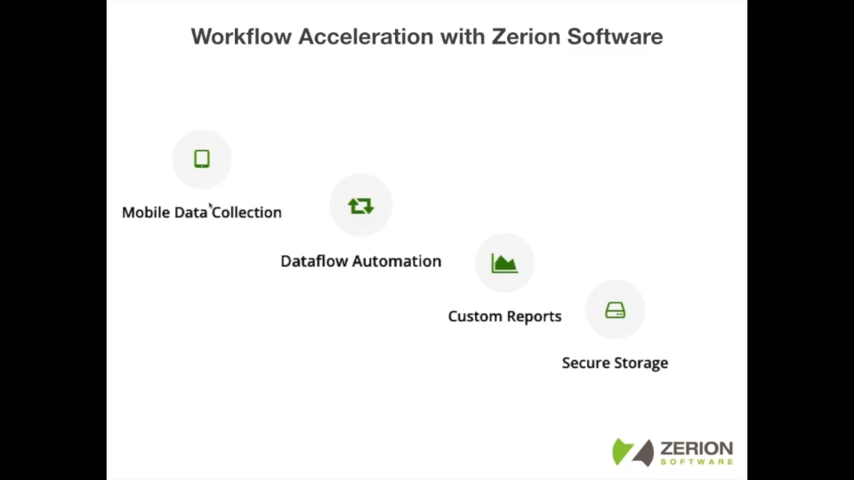 Workflow Acceleration with Zerion Software
Mobile Data Collection
Dataflow Automation
Custom Reports
Secure Storage
ZERION
SOFTWARE